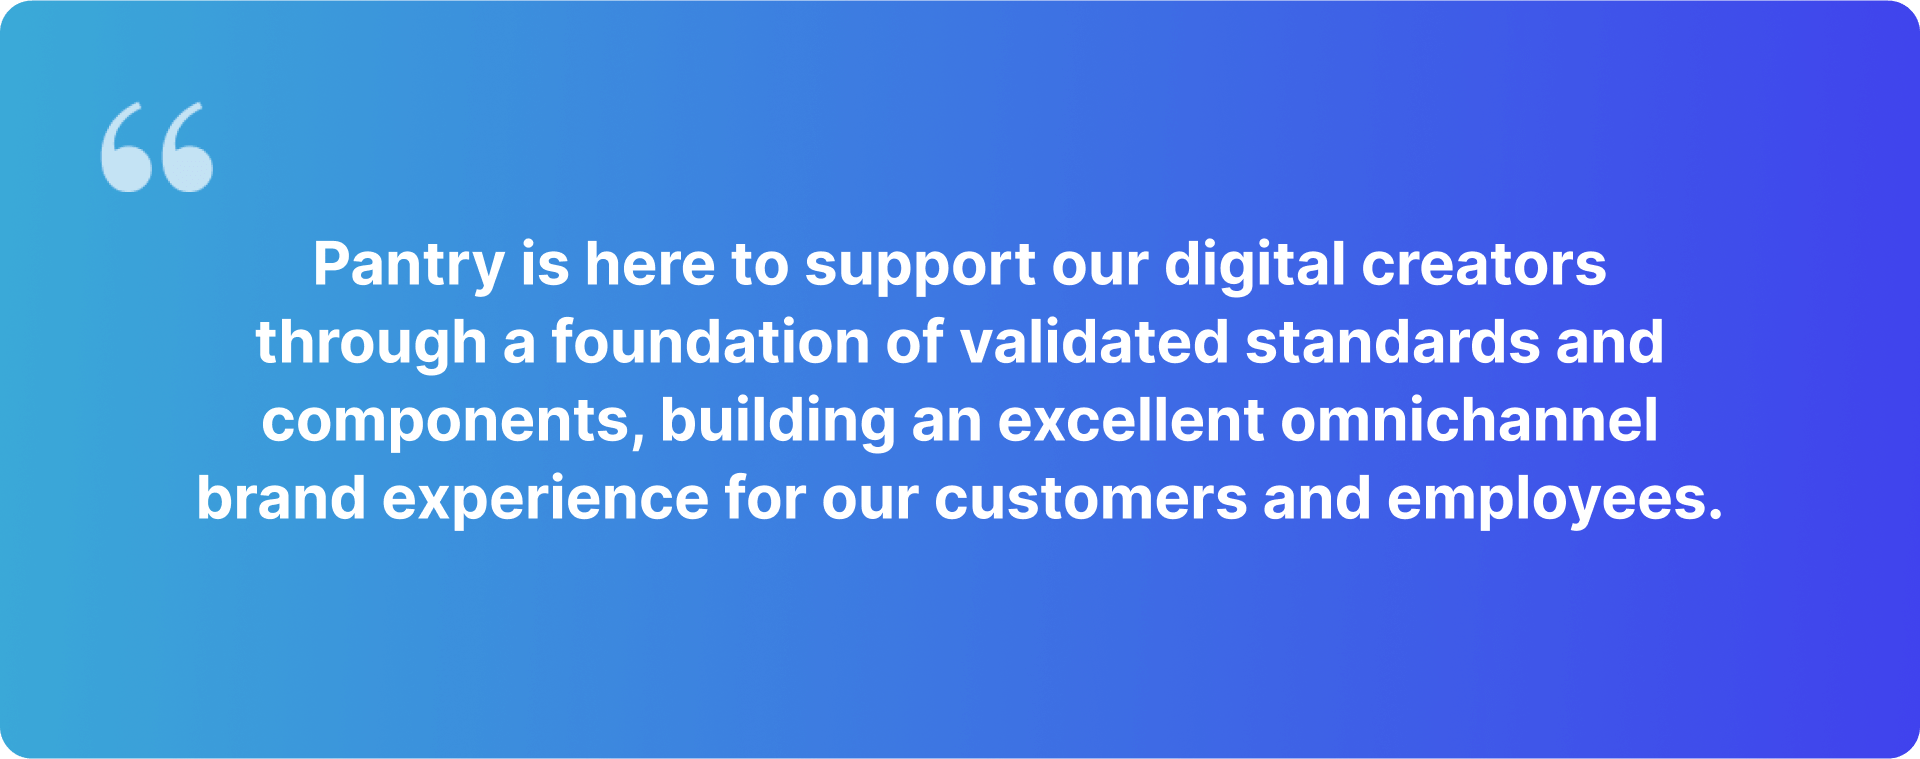 “
Pantry is here to support our digital creators
through a foundation of validated standards and
components, building an excellent omnichannel
brand experience for our customers and employees.